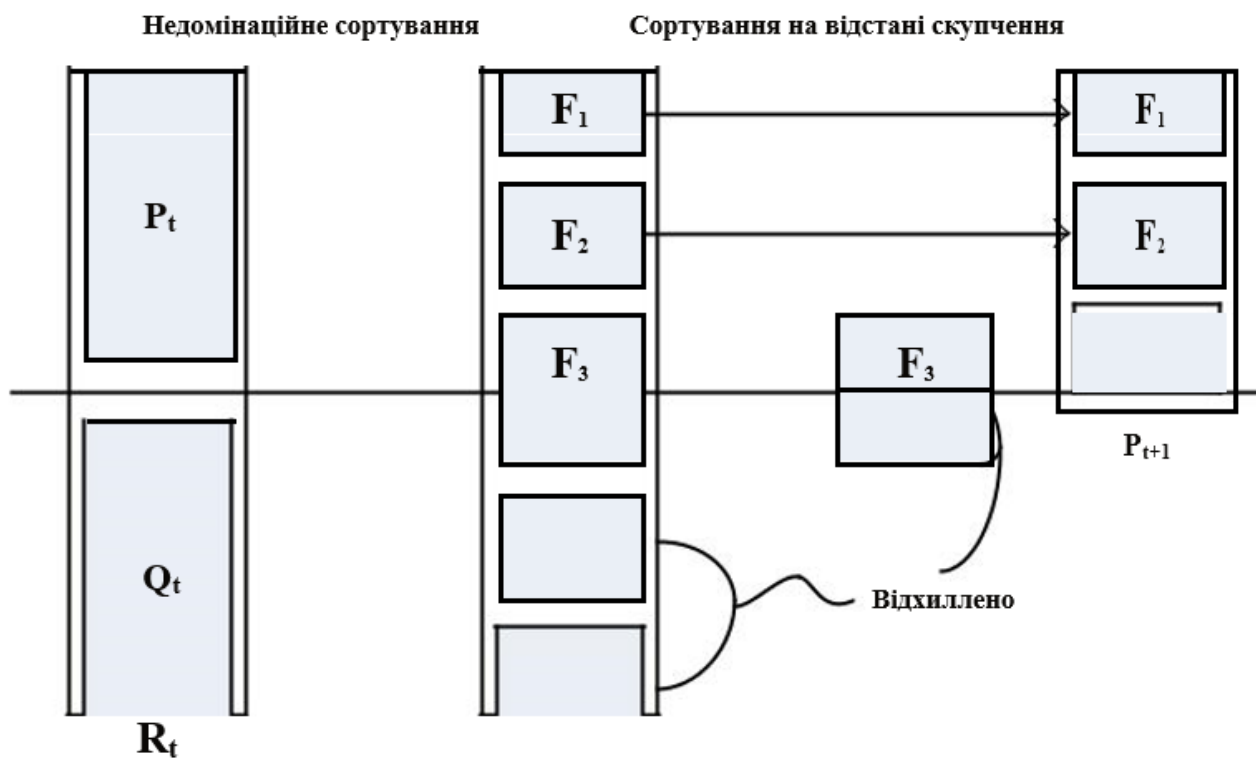 Недомінаційне сортування
Сортування на відстані скупчення
F₁
F₁
Pₜ
F₂
F₂
F₃
F₃
Pₜ₊₁
Qₜ
Відхиллено
Rₜ